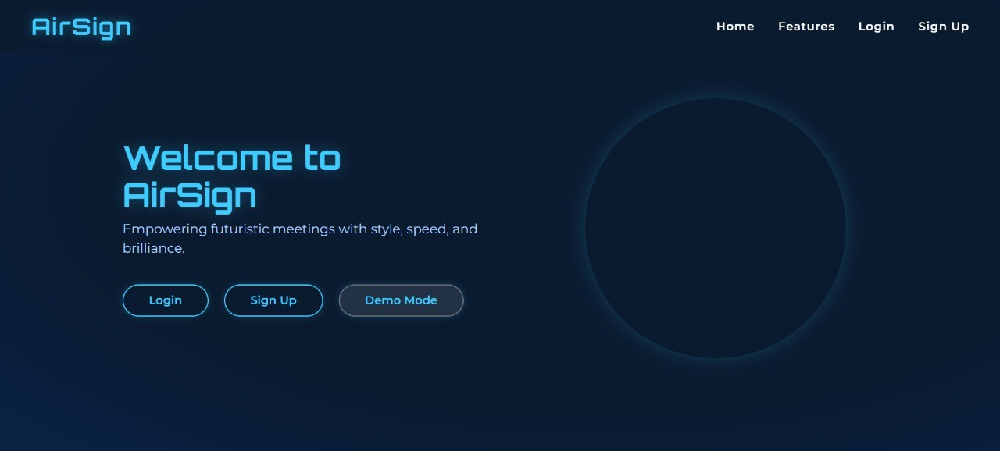 AirSign
Home Features Login Sign Up
Welcome to
AirSign
Empowering futuristic meetings with style, speed, and
brilliance.
Login Sign Up Demo Mode